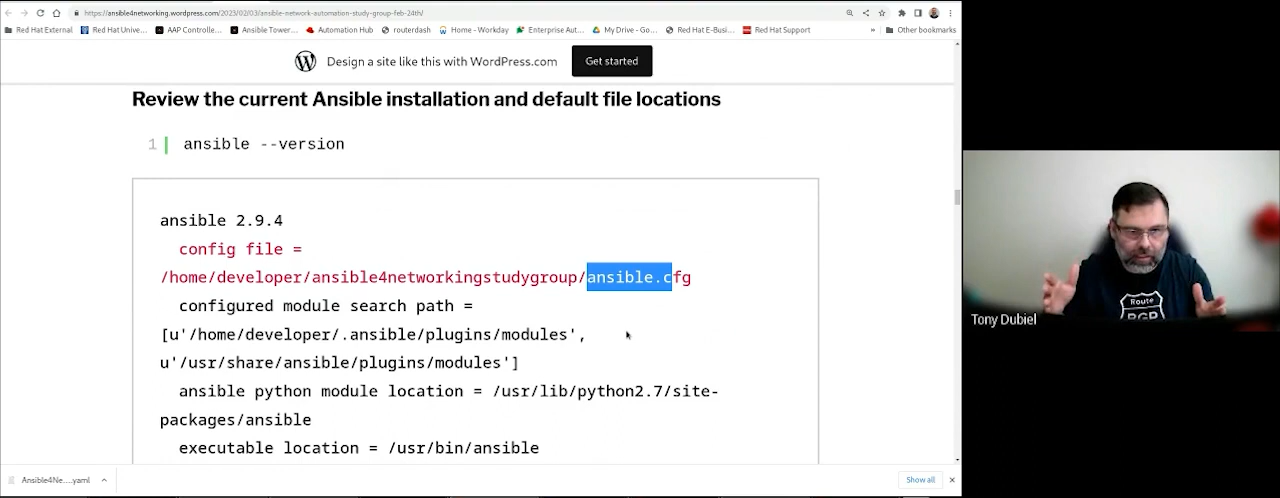 https://ansible4networking.wordpress.com/2023/02/03/ansible-network-automation-study-group-feb-24th/
Red Hat External Red Hat Unive... AAP Controlle... Ansible Tower... Automation Hub routerdash Home - Workday Enterprise Aut... My Drive - Go... Red Hat E-Busi... Red Hat Support » Other bookmarks
Design a site like this with WordPress.com Get started
Review the current Ansible installation and default file locations
1 ansible --version
ansible 2.9.4
config file =
/home/developer/ansible4networkingstudygroup/ansible.cfg
configured module search path =
[u'/home/developer/.ansible/plugins/modules',
u'/usr/share/ansible/plugins/modules']
ansible python module location = /usr/lib/python2.7/site-
packages/ansible
executable location = /usr/bin/ansible
Ansible4Ne....yaml
Show all
Route
BGP
Tony Dubiel